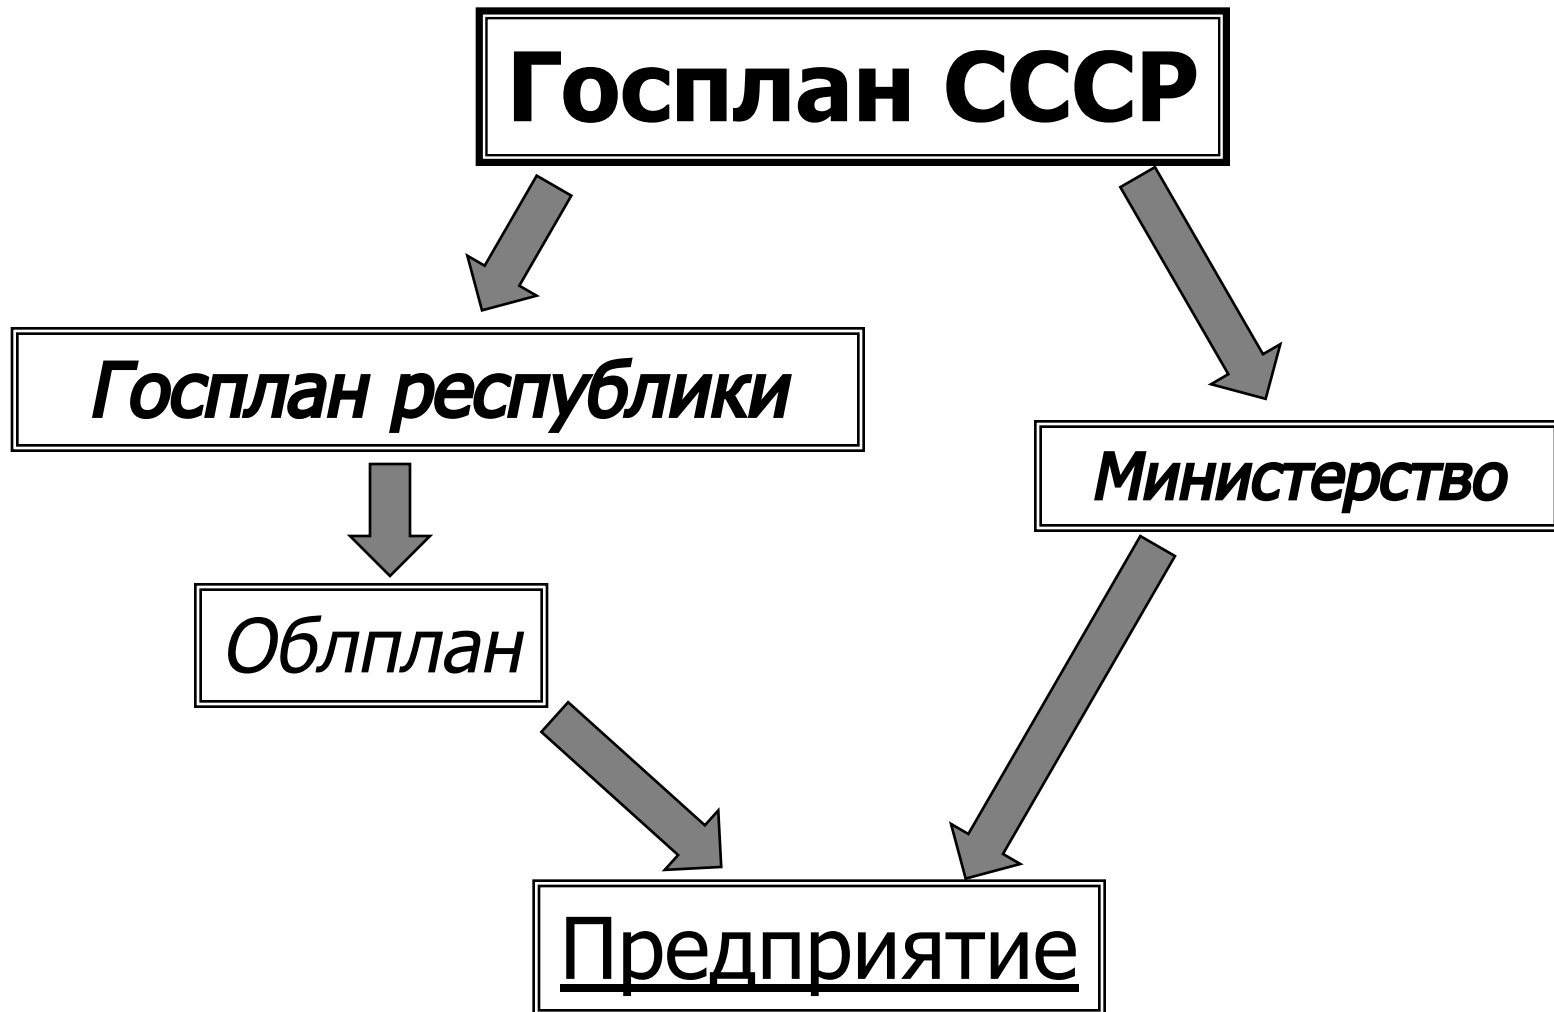 Госплан СССР
Госплан республики
Министерство
Облплан
Предприятие